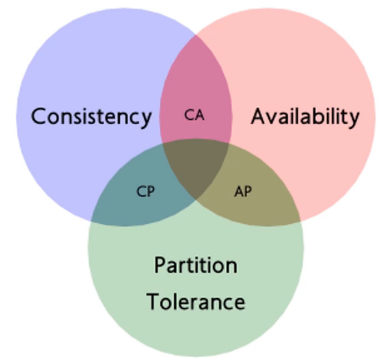 Consistency
CA
Availability
CP
AP
Partition
Tolerance